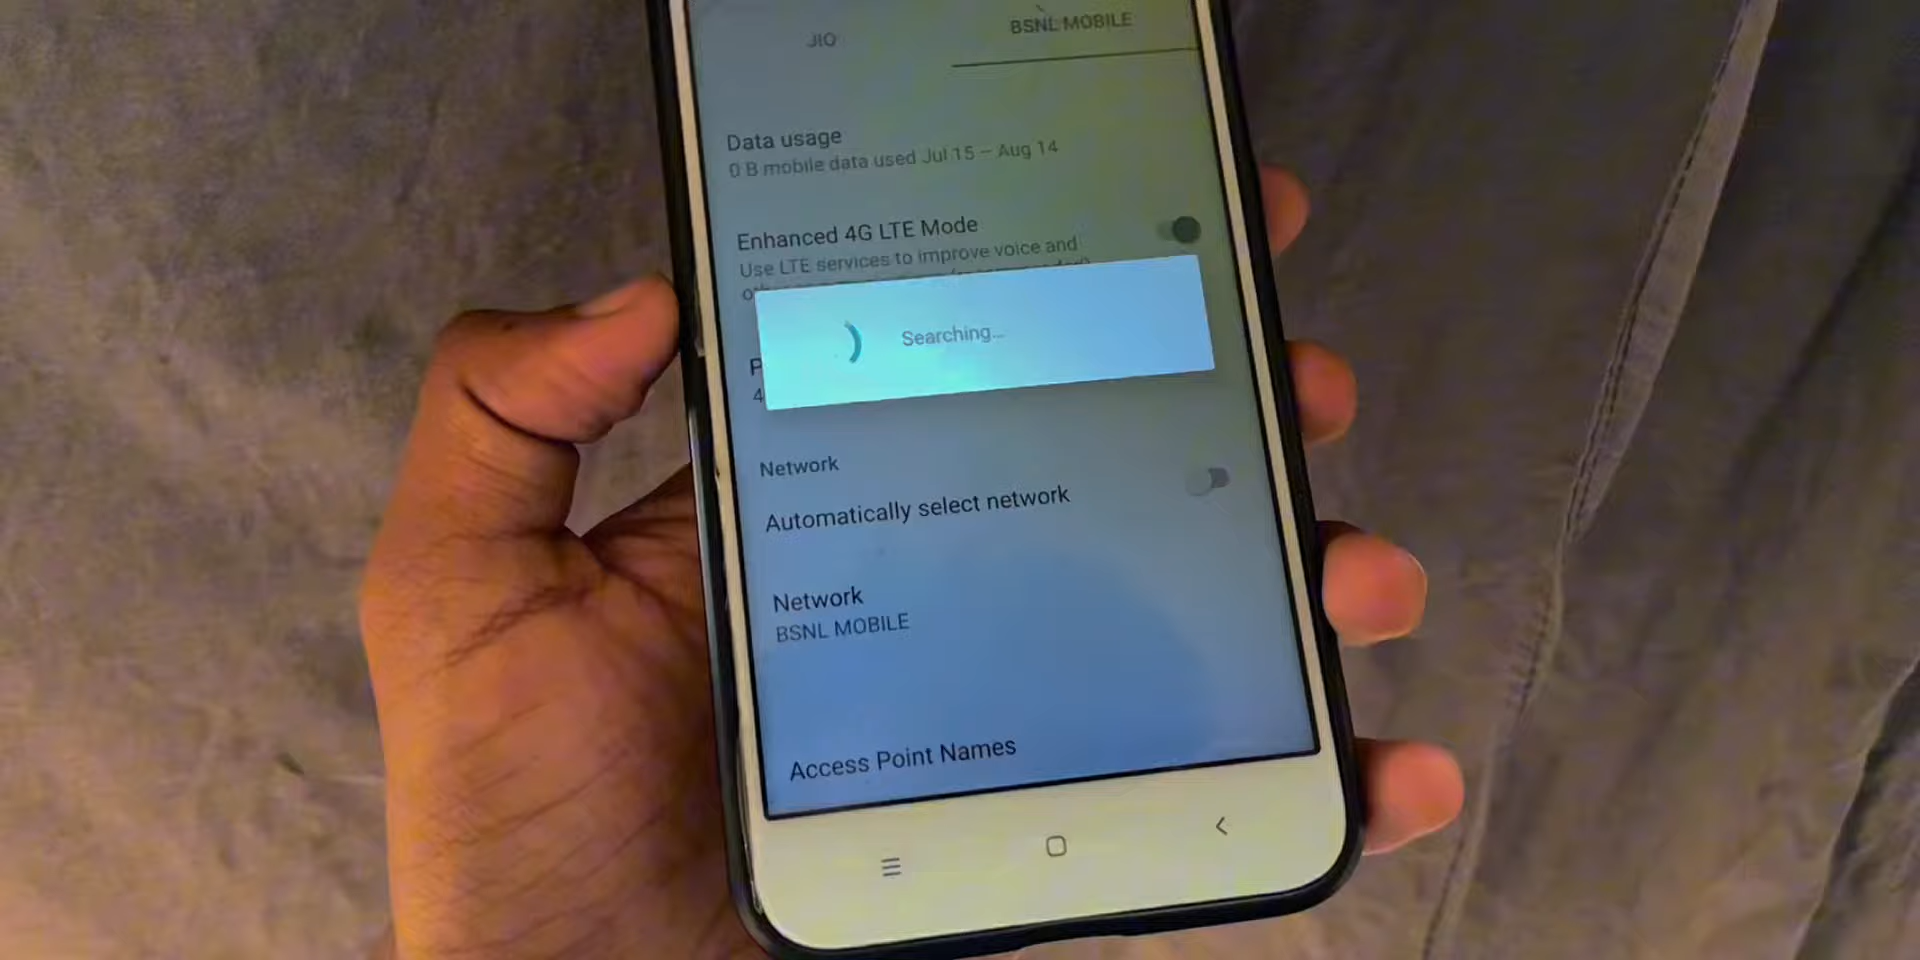 JIO
BSNL MOBILE
Data usage
0 B mobile data used Jul 15 – Aug 14
Enhanced 4G LTE Mode
Use LTE services to improve voice and
Searching…
P
4
Network
Automatically select network
Network
BSNL MOBILE
Access Point Names